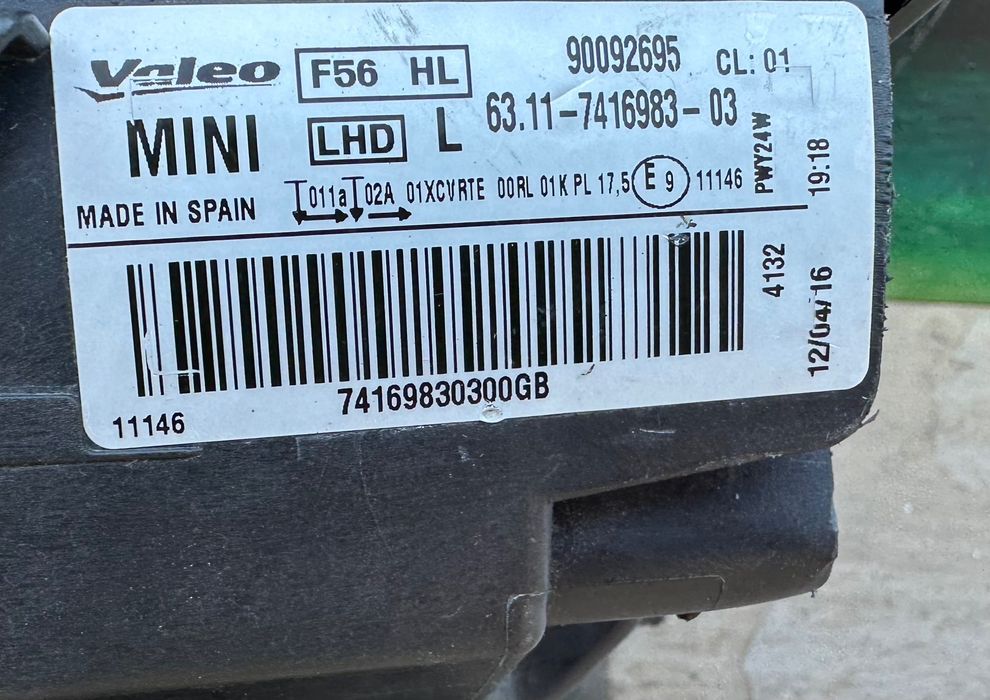 Valeo F56 HL 90092695 CL: 01
MINI LHD L 63.11-7416983-03
MADE IN SPAIN 011a 02A 01XCVRTE 00RL 01K PL 17,5 E 9 11146
PWY24W
19:18
4132
12/04/16
74169830300GB
11146